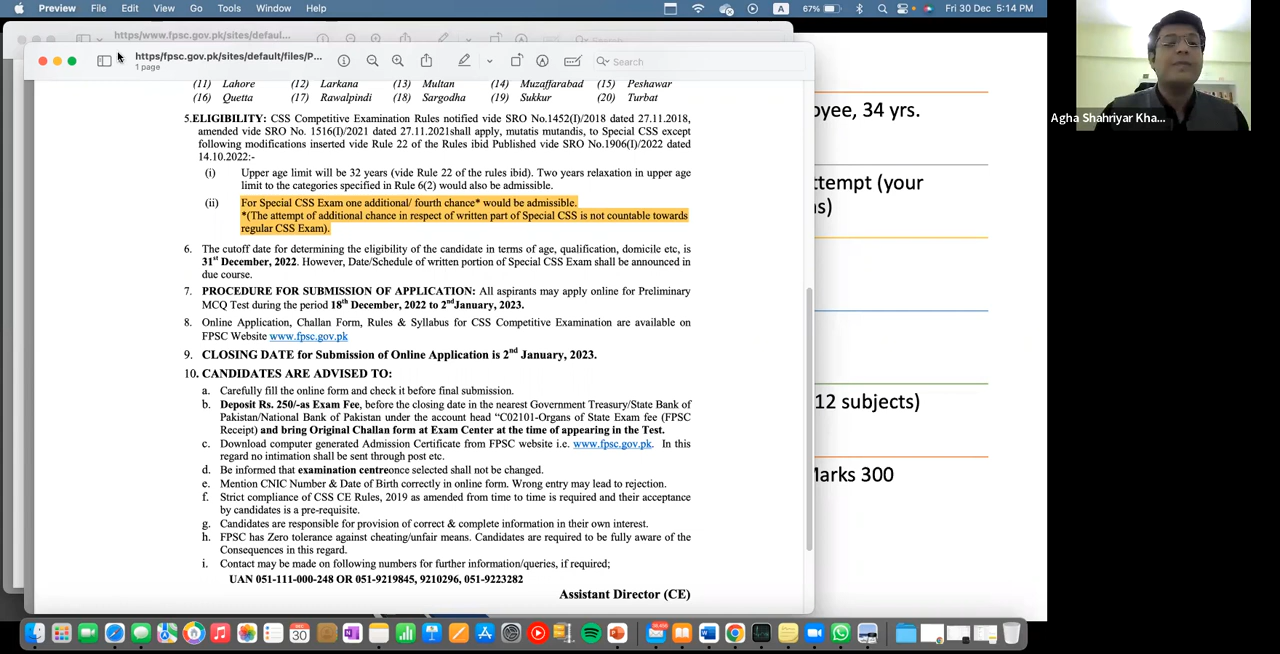 Preview File Edit View Go Tools Window Help
A 67% Fri 30 Dec 5:14 PM
https/www.fpsc.gov.pk/sites/defaul...
https/fpsc.gov.pk/sites/default/files/P...
1 page
Search
(11) Lahore (12) Larkana (13) Multan (14) Muzaffarabad (15) Peshawar
(16) Quetta (17) Rawalpindi (18) Sargodha (19) Sukkur (20) Turbat
5.ELIGIBILITY: CSS Competitive Examination Rules notified vide SRO No.1452(I)/2018 dated 27.11.2018,
amended vide SRO No. 1516(I)/2021 dated 27.11.2021shall apply, mutatis mutandis, to Special CSS except
following modifications inserted vide Rule 22 of the Rules ibid Published vide SRO No.1906(I)/2022 dated
14.10.2022:-
(i) Upper age limit will be 32 years (vide Rule 22 of the rules ibid). Two years relaxation in upper age
limit to the categories specified in Rule 6(2) would also be admissible.
(ii) For Special CSS Exam one additional/ fourth chance* would be admissible.
*(The attempt of additional chance in respect of written part of Special CSS is not countable towards
regular CSS Exam).
6. The cutoff date for determining the eligibility of the candidate in terms of age, qualification, domicile etc, is
31st December, 2022. However, Date/Schedule of written portion of Special CSS Exam shall be announced in
due course.
7. PROCEDURE FOR SUBMISSION OF APPLICATION: All aspirants may apply online for Preliminary
MCQ Test during the period 18th December, 2022 to 2ndJanuary, 2023.
8. Online Application, Challan Form, Rules & Syllabus for CSS Competitive Examination are available on
FPSC Website www.fpsc.gov.pk
9. CLOSING DATE for Submission of Online Application is 2nd January, 2023.
10. CANDIDATES ARE ADVISED TO:
a. Carefully fill the online form and check it before final submission.
b. Deposit Rs. 250/-as Exam Fee, before the closing date in the nearest Government Treasury/State Bank of
Pakistan/National Bank of Pakistan under the account head “C02101-Organs of State Exam fee (FPSC
Receipt) and bring Original Challan form at Exam Center at the time of appearing in the Test.
c. Download computer generated Admission Certificate from FPSC website i.e. www.fpsc.gov.pk. In this
regard no intimation shall be sent through post etc.
d. Be informed that examination centreonce selected shall not be changed.
e. Mention CNIC Number & Date of Birth correctly in online form. Wrong entry may lead to rejection.
f. Strict compliance of CSS CE Rules, 2019 as amended from time to time is required and their acceptance
by candidates is a pre-requisite.
g. Candidates are responsible for provision of correct & complete information in their own interest.
h. FPSC has Zero tolerance against cheating/unfair means. Candidates are required to be fully aware of the
Consequences in this regard.
i. Contact may be made on following numbers for further information/queries, if required;
UAN 051-111-000-248 OR 051-9219845, 9210296, 051-9223282
Assistant Director (CE)
oyee, 34 yrs.
ttempt (your
ns)
12 subjects)
Marks 300
Agha Shahriyar Kha...
DEC
30